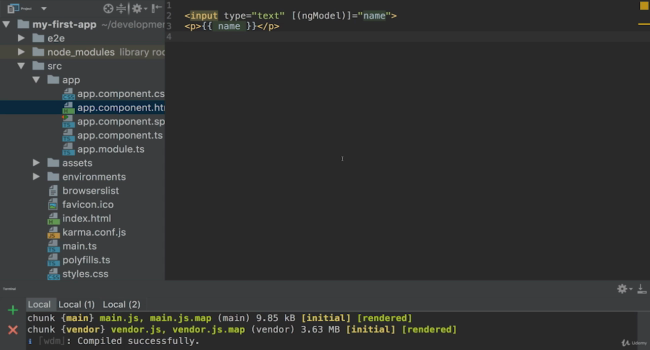 Project
my-first-app ~/developmen
e2e
node_modules library roo
src
app
app.component.cs
app.component.htm
app.component.sp
app.component.ts
app.module.ts
assets
environments
browserslist
favicon.ico
index.html
karma.conf.js
main.ts
polyfills.ts
styles.css
1
2 <input type="text" [(ngModel)]="name">
3 <p>{{ name }}</p>
4
Terminal
Local Local (1) Local (2)
chunk {main} main.js, main.js.map (main) 9.85 kB [initial] [rendered]
chunk {vendor} vendor.js, vendor.js.map (vendor) 3.63 MB [initial] [rendered]
i [wdm]: Compiled successfully.
Udemy